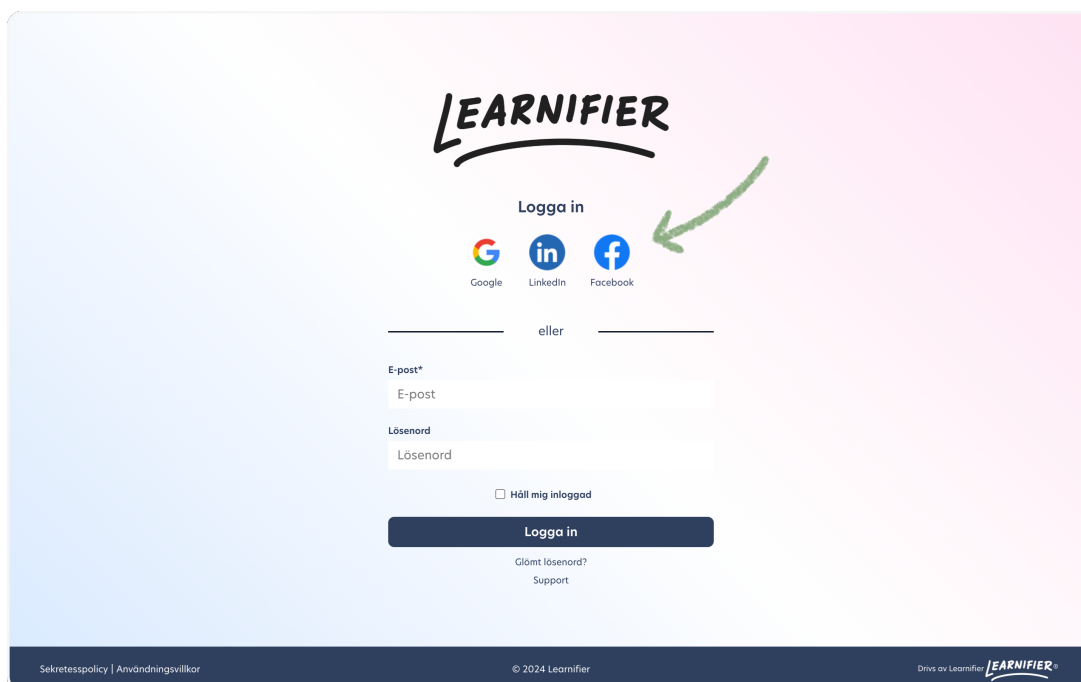 LEARNIFIER
Logga in
Google LinkedIn Facebook
eller
E-post*
E-post
Lösenord
Lösenord
Håll mig inloggad
Logga in
Glömt lösenord?
Support
Sekretesspolicy | Användningsvillkor © 2024 Learnifier Drivs av Learnifier LEARNIFIER®